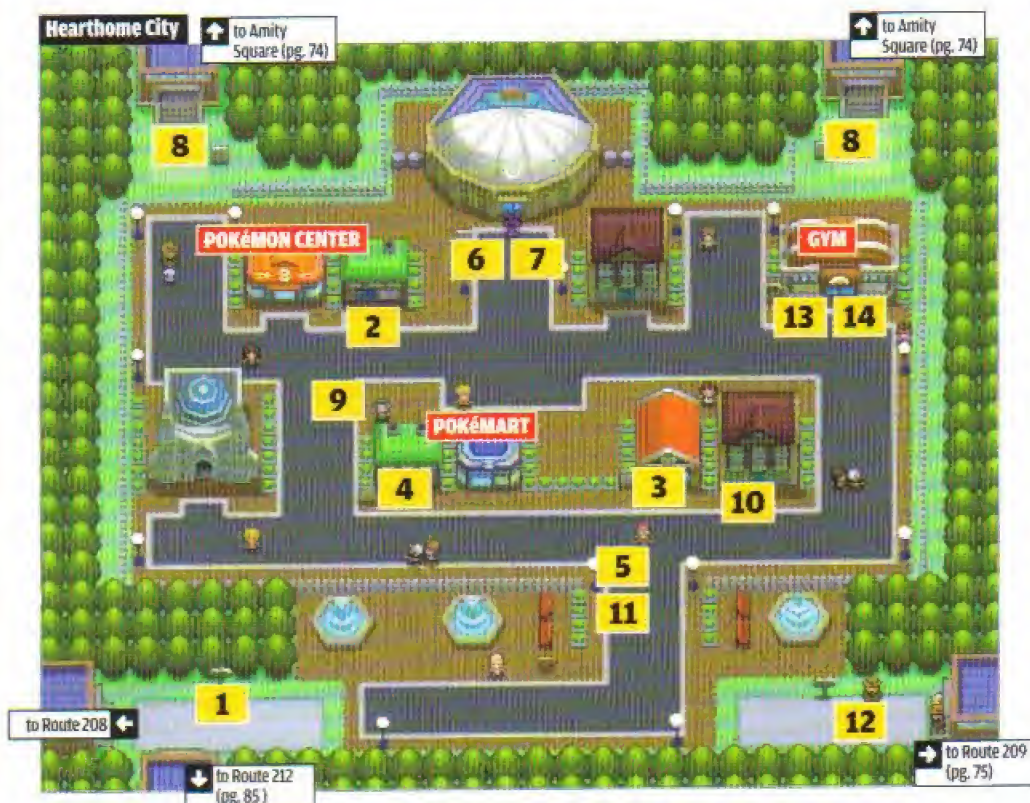 Hearthome City
to Amity
Square (pg. 74)
to Amity
Square (pg. 74)
8
8
POKéMON CENTER
6
7
GYM
2
13
14
9
POKéMART
4
3
10
5
11
1
12
to Route 208
to Route 212
(pg. 85)
to Route 209
(pg. 75)